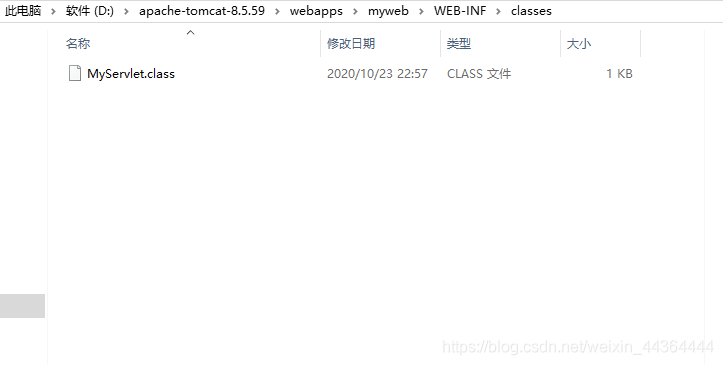 此电脑 > 软件 (D:) > apache-tomcat-8.5.59 > webapps > myweb > WEB-INF > classes
名称 修改日期 类型 大小
MyServlet.class 2020/10/23 22:57 CLASS 文件 1 KB
https://blog.csdn.net/weixin_44364444